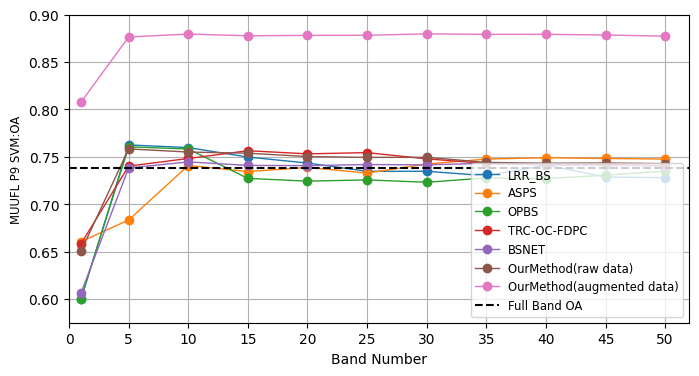 MUUFL P9 SVM:OA
0.90
0.85
0.80
0.75
0.70
0.65
0.60
0
5
10
15
20
25
30
35
40
45
50
Band Number
LRR_BS
ASPS
OPBS
TRC-OC-FDPC
BSNET
OurMethod(raw data)
OurMethod(augmented data)
Full Band OA